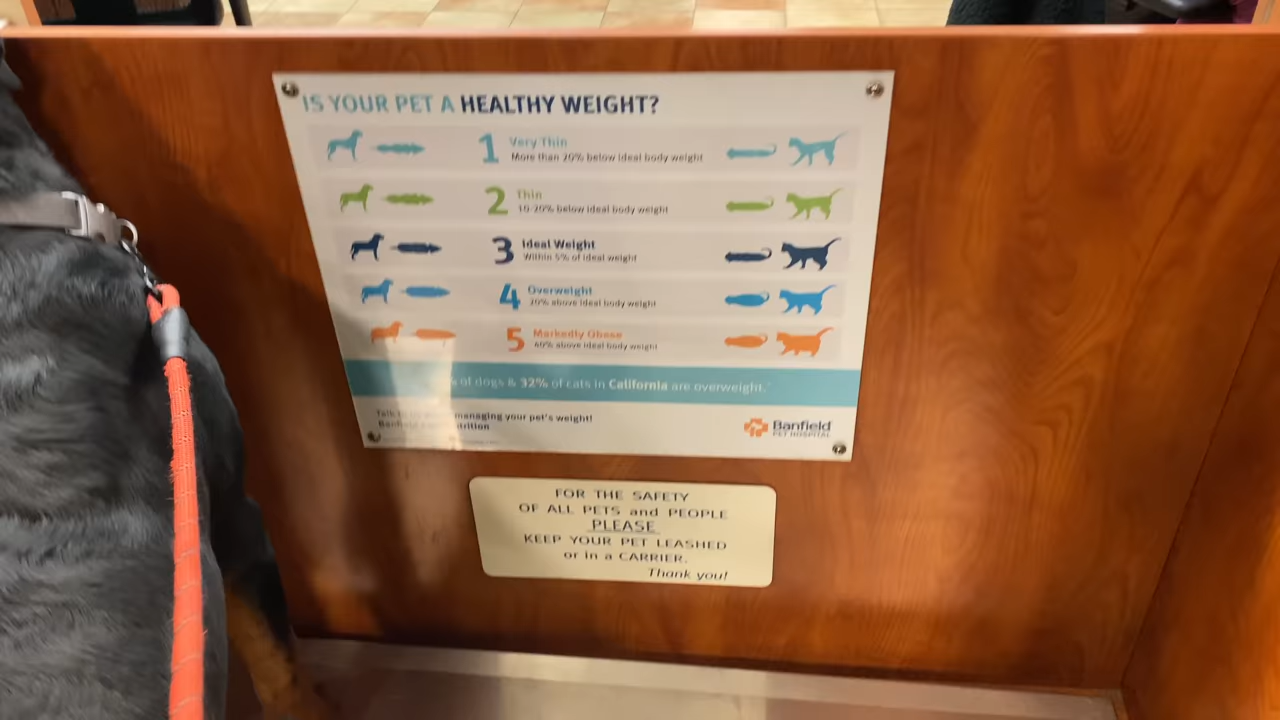 IS YOUR PET A HEALTHY WEIGHT?
1 Very Thin
More than 20% below ideal body weight
2 Thin
10-20% below ideal body weight
3 Ideal Weight
Within 5% of ideal weight
4 Overweight
20% above ideal body weight
5 Markedly Obese
40% above ideal body weight
of dogs & 32% of cats in California are overweight.
Talk managing your pet's weight!
Banfield PET HOSPITAL
FOR THE SAFETY
OF ALL PETS and PEOPLE
PLEASE
KEEP YOUR PET LEASHED
or in a CARRIER.
Thank you!